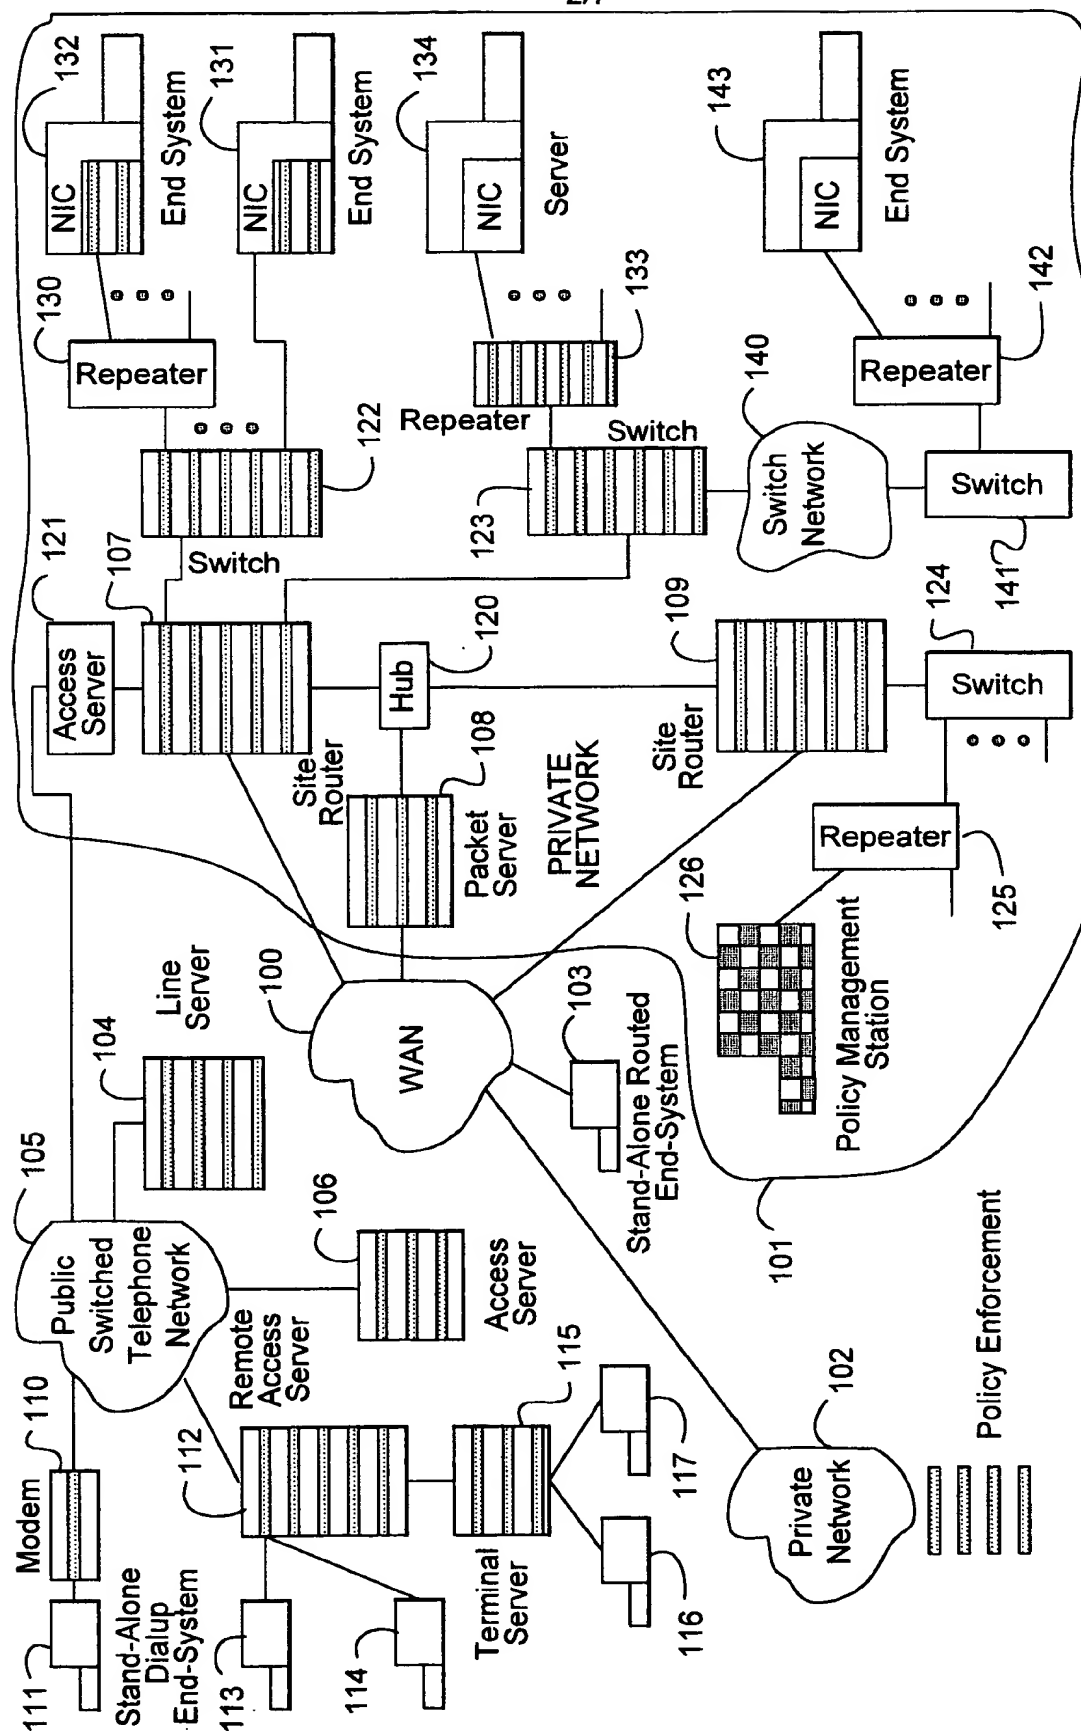 111
Stand-Alone
Dialup
End-System
Modem
110
113
114
112
Remote
Access
Server
Terminal
Server
115
116
117
105
Public
Switched
Telephone
Network
104
Line
Server
106
Access
Server
100
WAN
103
Stand-Alone Routed
End-System
102
Private
Network
Policy Enforcement
101
121
Access
Server
107
Site
Router
108
Packet
Server
120
Hub
PRIVATE
NETWORK
109
Site
Router
126
Policy Management
Station
Repeater
125
124
Switch
Switch
122
123
Switch
130
Repeater
Repeater
133
140
Switch
Network
141
Switch
Repeater
142
132
NIC
End System
131
NIC
End System
134
NIC
Server
143
NIC
End System